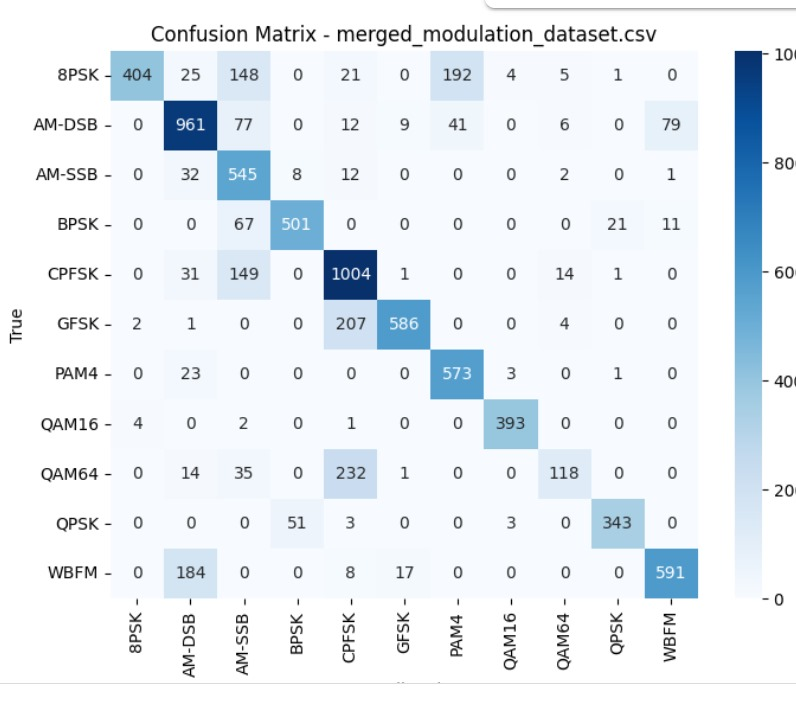 Confusion Matrix - merged_modulation_dataset.csv
8PSK 404 25 148 0 21 0 192 4 5 1 0
AM-DSB 0 961 77 0 12 9 41 0 6 0 79
AM-SSB 0 32 545 8 12 0 0 0 2 0 1
BPSK 0 0 67 501 0 0 0 0 0 21 11
CPFSK 0 31 149 0 1004 1 0 0 14 1 0
GFSK 2 1 0 0 207 586 0 0 4 0 0
PAM4 0 23 0 0 0 0 573 3 0 1 0
QAM16 4 0 2 0 1 0 0 393 0 0 0
QAM64 0 14 35 0 232 1 0 0 118 0 0
QPSK 0 0 0 51 3 0 0 3 0 343 0
WBFM 0 184 0 0 8 17 0 0 0 0 591
True
8PSK AM-DSB AM-SSB BPSK CPFSK GFSK PAM4 QAM16 QAM64 QPSK WBFM
0